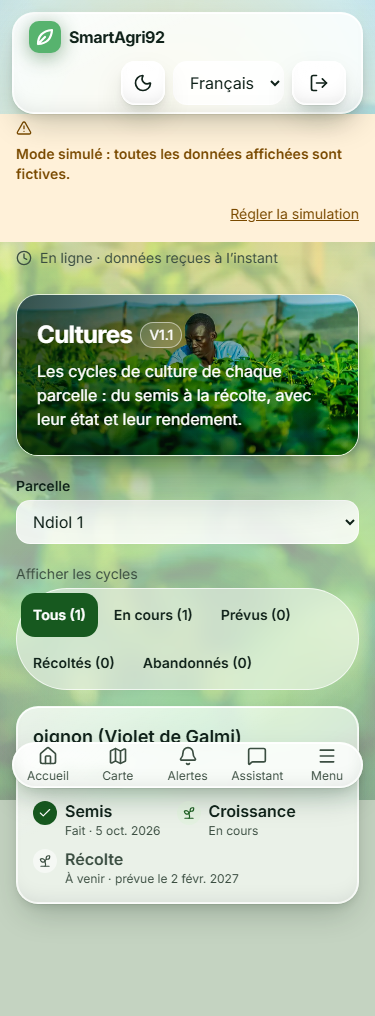 SmartAgri92
Français
Mode simulé : toutes les données affichées sont
fictives.
Régler la simulation
En ligne · données reçues à l’instant
Cultures V1.1
Les cycles de culture de chaque
parcelle : du semis à la récolte, avec
leur état et leur rendement.
Parcelle
Ndiol 1
Afficher les cycles
Tous (1) En cours (1) Prévus (0)
Récoltés (0) Abandonnés (0)
oignon (Violet de Galmi)
Accueil Carte Alertes Assistant Menu
Semis Croissance
Fait · 5 oct. 2026 En cours
Récolte
À venir · prévue le 2 févr. 2027